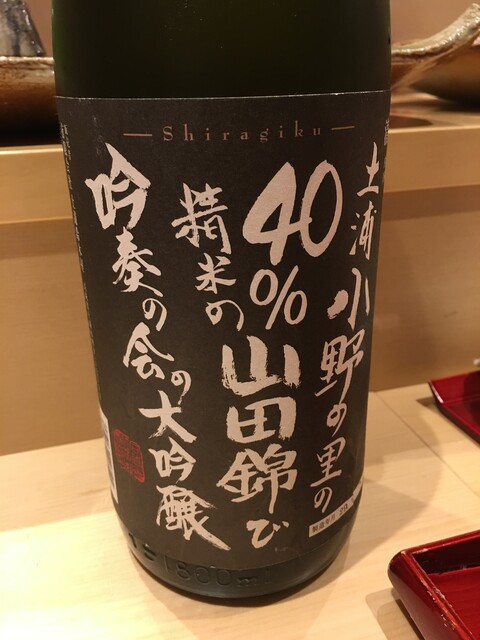 Shiragiku
土浦小野の里の
40%山田錦で
精米の
吟奏の会の大吟醸
1800